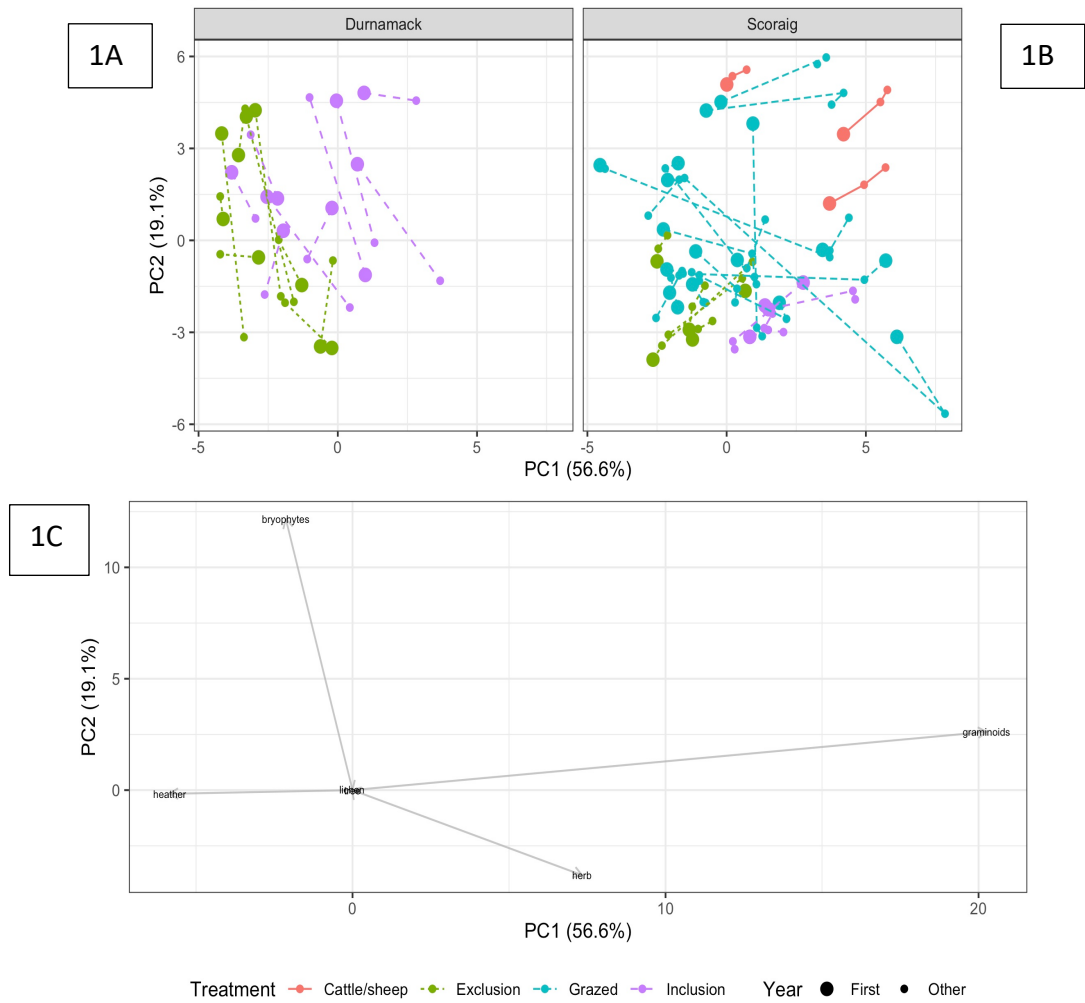 1A
Durnamack
Scoraig
1B
PC2 (19.1%)
6
3
0
-3
-6
-5
0
5
-5
0
5
PC1 (56.6%)
1C
PC2 (19.1%)
10
5
0
bryophytes
graminoids
heather
herb
0
10
20
PC1 (56.6%)
Treatment Cattle/sheep Exclusion Grazed Inclusion Year First Other